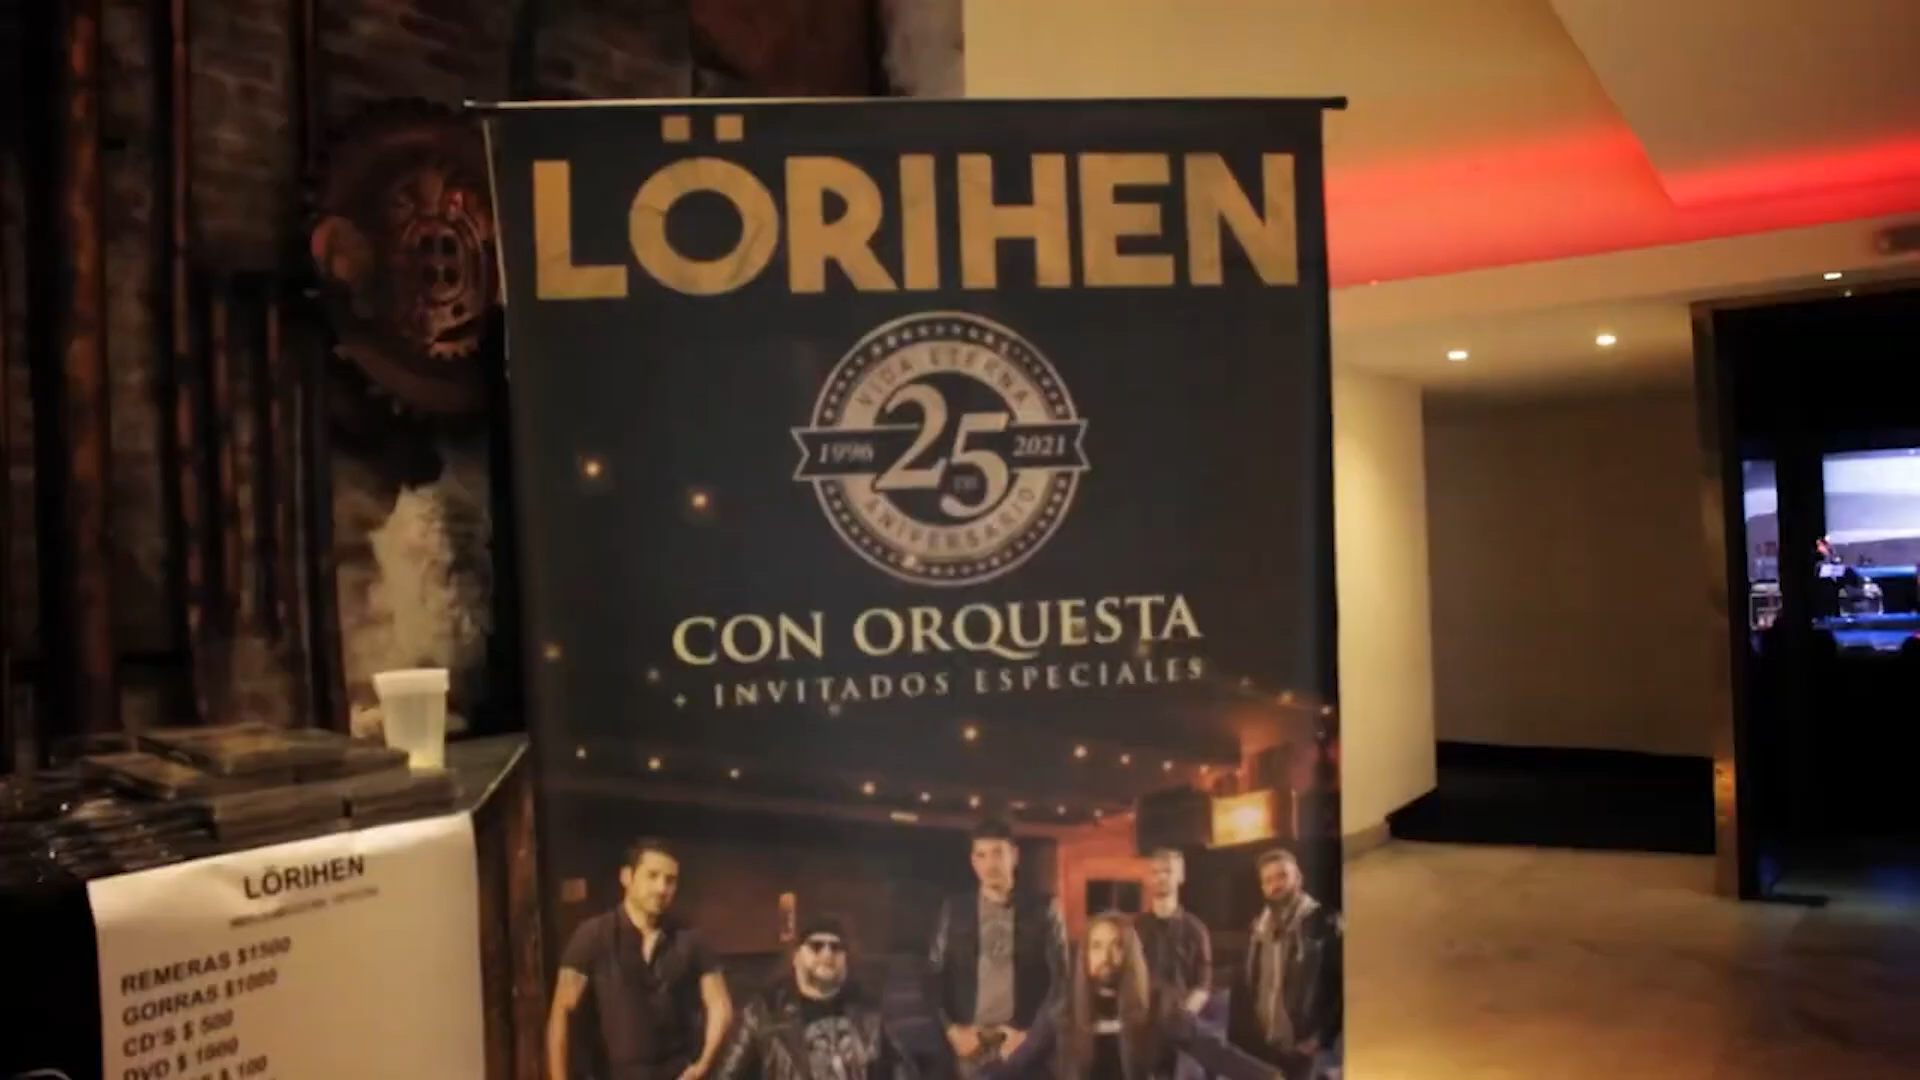 LÖRIHEN
VIDA ETERNA
1996 25 2021
ANIVERSARIO
CON ORQUESTA
+ INVITADOS ESPECIALES
LÖRIHEN
REMERAS $1500
GORRAS $1000
CD'S $ 500
DVD $ 1000
$ 100